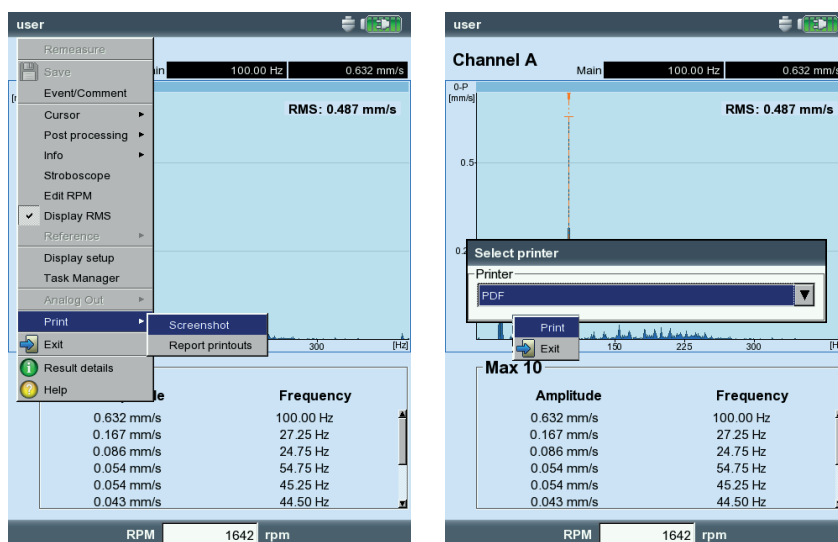 user
Remeasure
Save
Event/Comment
Cursor
Post processing
Info
Stroboscope
Edit RPM
Display RMS
Reference
Display setup
Task Manager
Analog Out
Print
Exit
Result details
Help
Screenshot
Report printouts
100.00 Hz 0.632 mm/s
RMS: 0.487 mm/s
300 [Hz]
Frequency
0.632 mm/s 100.00 Hz
0.167 mm/s 27.25 Hz
0.086 mm/s 24.75 Hz
0.054 mm/s 54.75 Hz
0.054 mm/s 45.25 Hz
0.043 mm/s 44.50 Hz
RPM 1642 rpm
user
Channel A Main 100.00 Hz 0.632 mm/s
0-P
[mm/s]
RMS: 0.487 mm/s
0.5
Select printer
Printer
PDF
Print
Exit
150 225 300
Max 10
Amplitude Frequency
0.632 mm/s 100.00 Hz
0.167 mm/s 27.25 Hz
0.086 mm/s 24.75 Hz
0.054 mm/s 54.75 Hz
0.054 mm/s 45.25 Hz
0.043 mm/s 44.50 Hz
RPM 1642 rpm